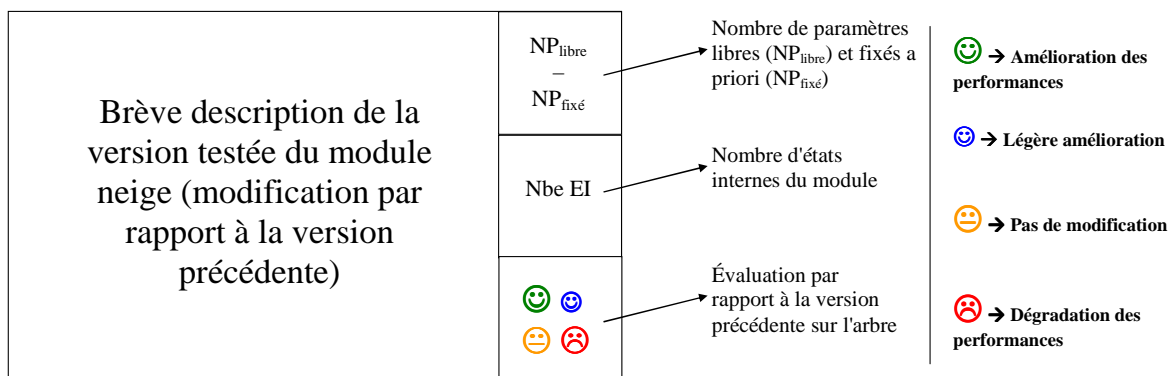 Brève description de la
version testée du module
neige (modification par
rapport à la version
précédente)
NPlibre
–
NPfixé
Nbe EI
Nombre de paramètres
libres (NPlibre) et fixés a
priori (NPfixé)
Nombre d'états
internes du module
Évaluation par
rapport à la version
précédente sur l'arbre
→ Amélioration des
performances
→ Légère amélioration
→ Pas de modification
→ Dégradation des
performances